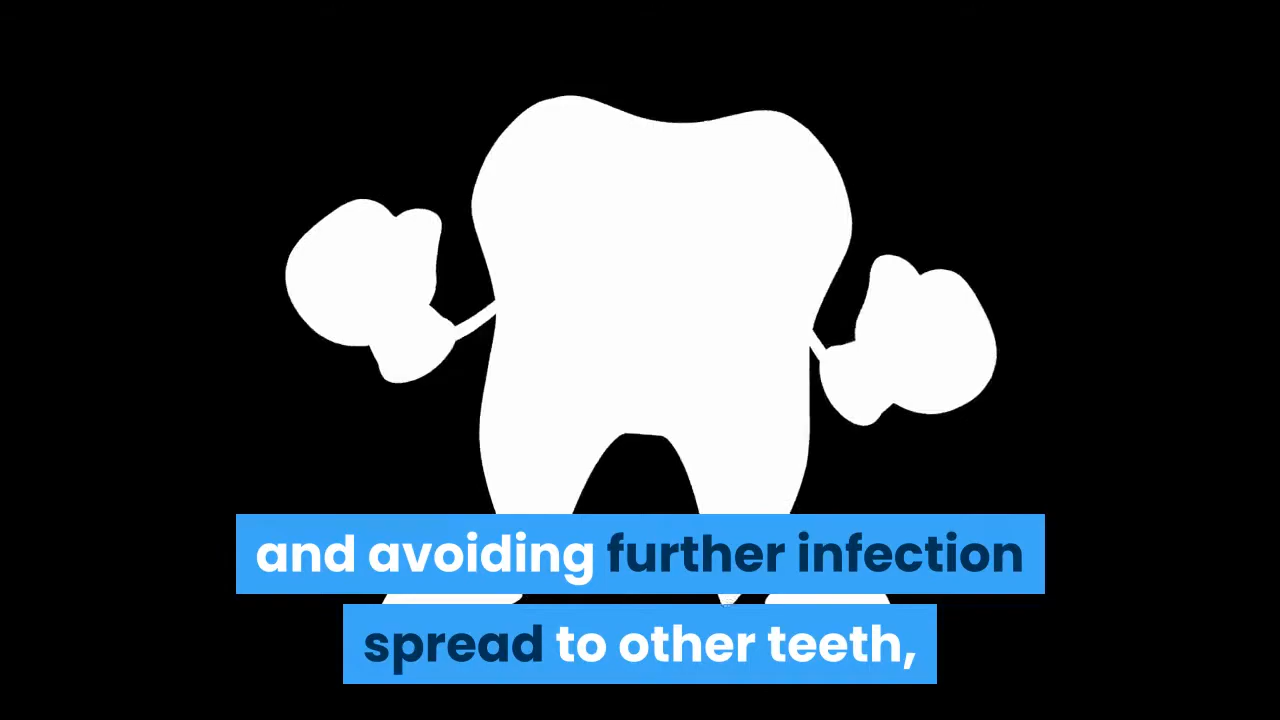 and avoiding further infection
spread to other teeth,